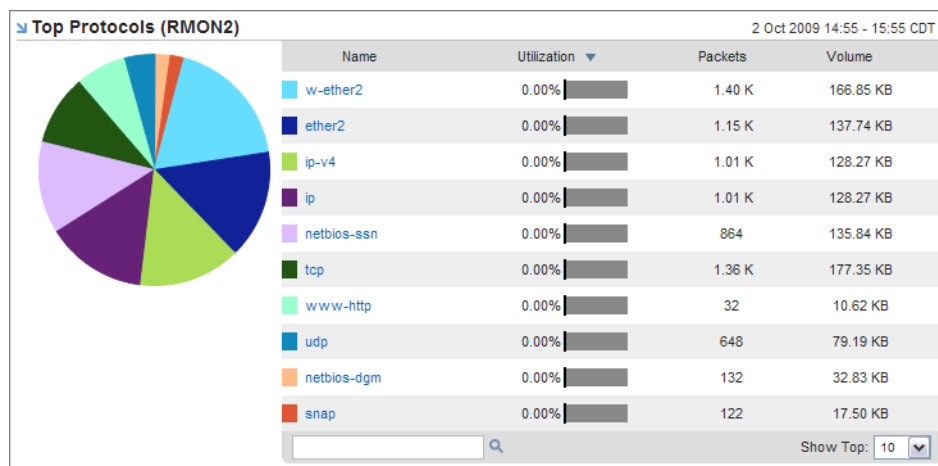 Top Protocols (RMON2) 2 Oct 2009 14:55 - 15:55 CDT
Name Utilization Packets Volume
w-ether2 0.00% 1.40 K 166.85 KB
ether2 0.00% 1.15 K 137.74 KB
ip-v4 0.00% 1.01 K 128.27 KB
ip 0.00% 1.01 K 128.27 KB
netbios-ssn 0.00% 864 135.84 KB
tcp 0.00% 1.36 K 177.35 KB
www-http 0.00% 32 10.62 KB
udp 0.00% 648 79.19 KB
netbios-dgm 0.00% 132 32.83 KB
snap 0.00% 122 17.50 KB
Show Top: 10